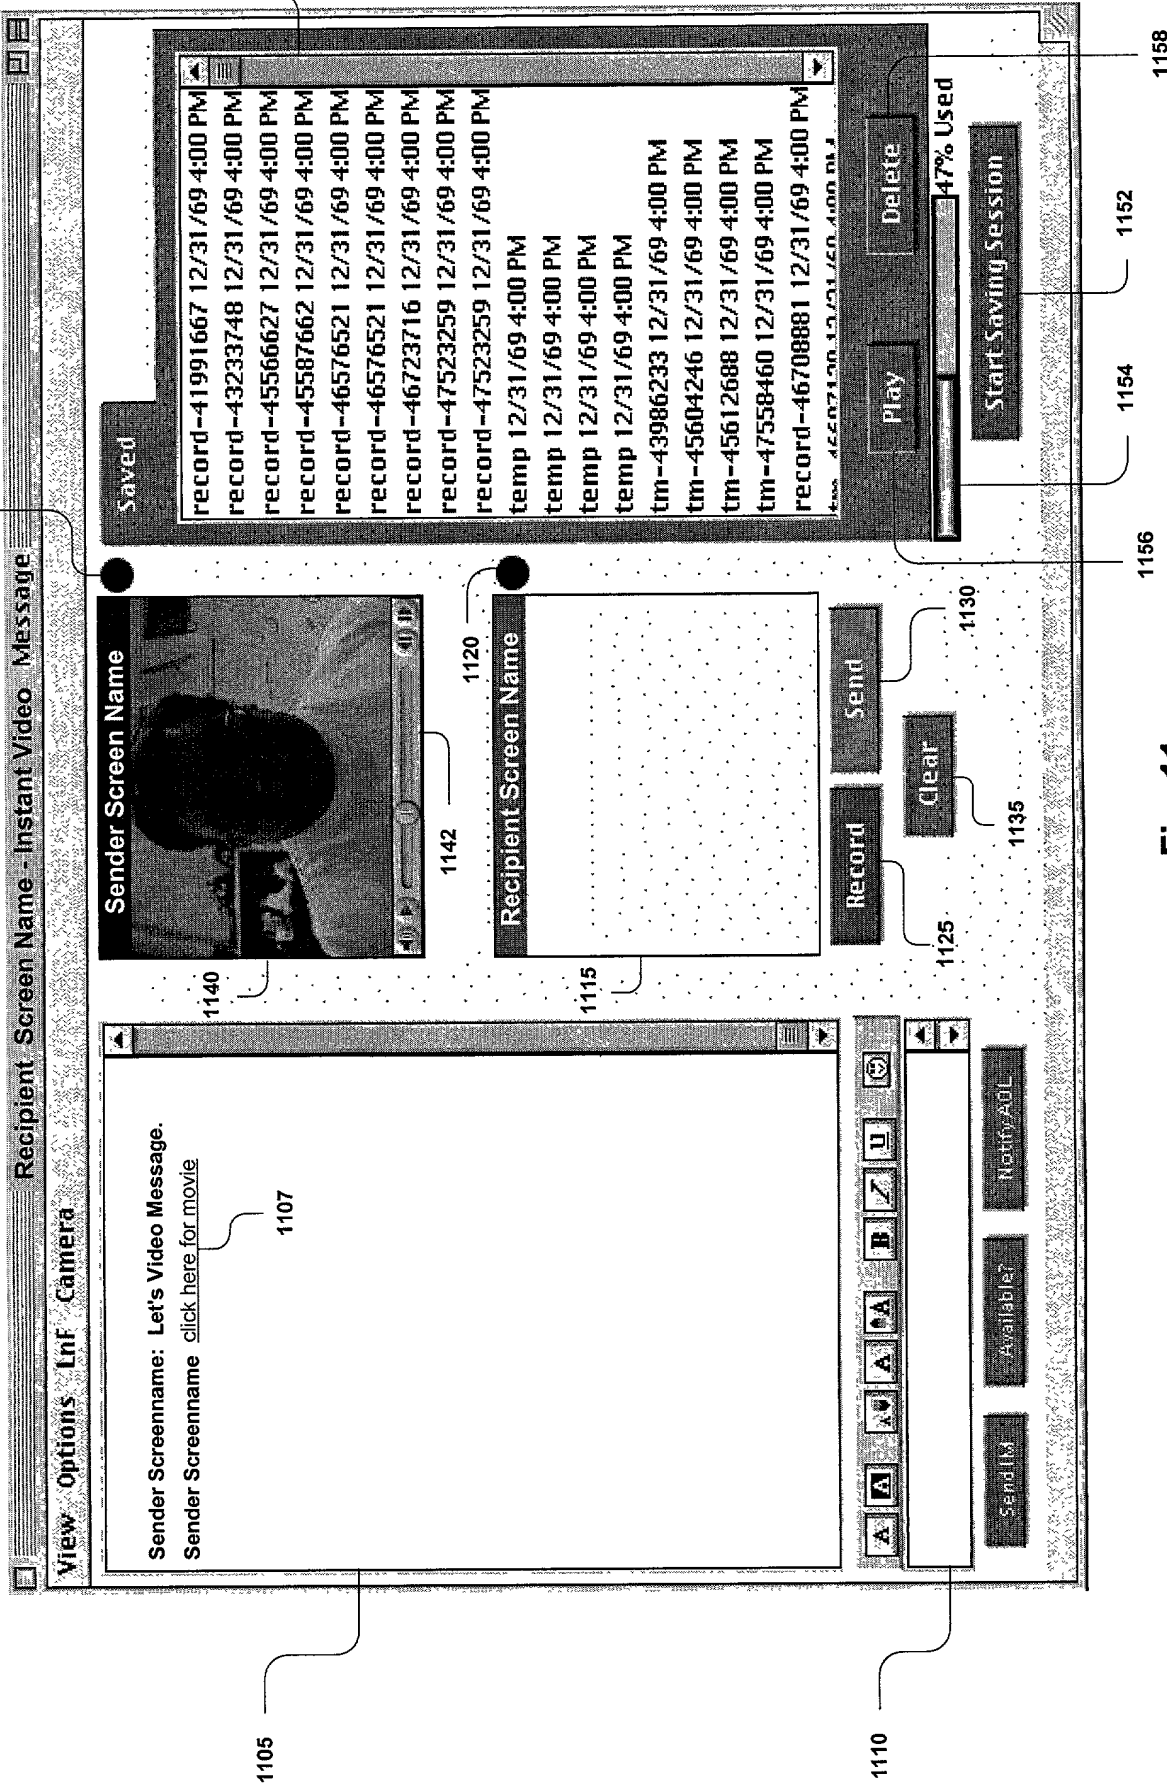 Recipient Screen Name - Instant Video Message
View Options LnF Camera
Sender Screenname: Let's Video Message.
Sender Screenname click here for movie
1107
1105
1110
A A A A A B I U
Send IM
Available?
Notify AOL
Sender Screen Name
1140
1142
1120
Recipient Screen Name
1115
Record
Send
Clear
1125
1130
1135
Saved
record-41991667 12/31/69 4:00 PM
record-43233748 12/31/69 4:00 PM
record-45566627 12/31/69 4:00 PM
record-45587662 12/31/69 4:00 PM
record-46576521 12/31/69 4:00 PM
record-46576521 12/31/69 4:00 PM
record-46723716 12/31/69 4:00 PM
record-47523259 12/31/69 4:00 PM
record-47523259 12/31/69 4:00 PM
temp 12/31/69 4:00 PM
temp 12/31/69 4:00 PM
temp 12/31/69 4:00 PM
temp 12/31/69 4:00 PM
tm-43986233 12/31/69 4:00 PM
tm-45604246 12/31/69 4:00 PM
tm-45612688 12/31/69 4:00 PM
tm-47558460 12/31/69 4:00 PM
record-46708881 12/31/69 4:00 PM
Play
Delete
47% Used
Start Saving Session
1156
1154
1152
1158